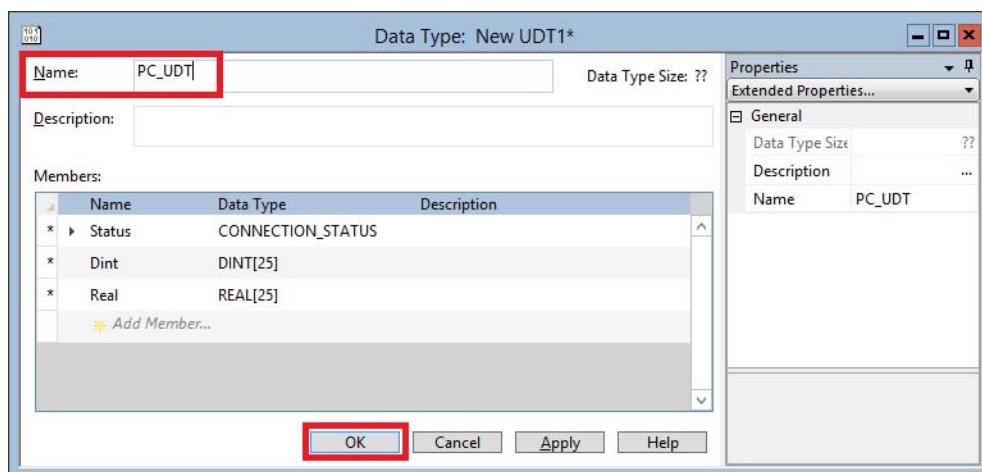 Data Type: New UDT1*
Name: PC_UDT
Data Type Size: ??
Description:
Members:
Name Data Type Description
* Status CONNECTION_STATUS
* Dint DINT[25]
* Real REAL[25]
Add Member...
OK Cancel Apply Help
Properties
Extended Properties...
General
Data Type Size ??
Description ...
Name PC_UDT